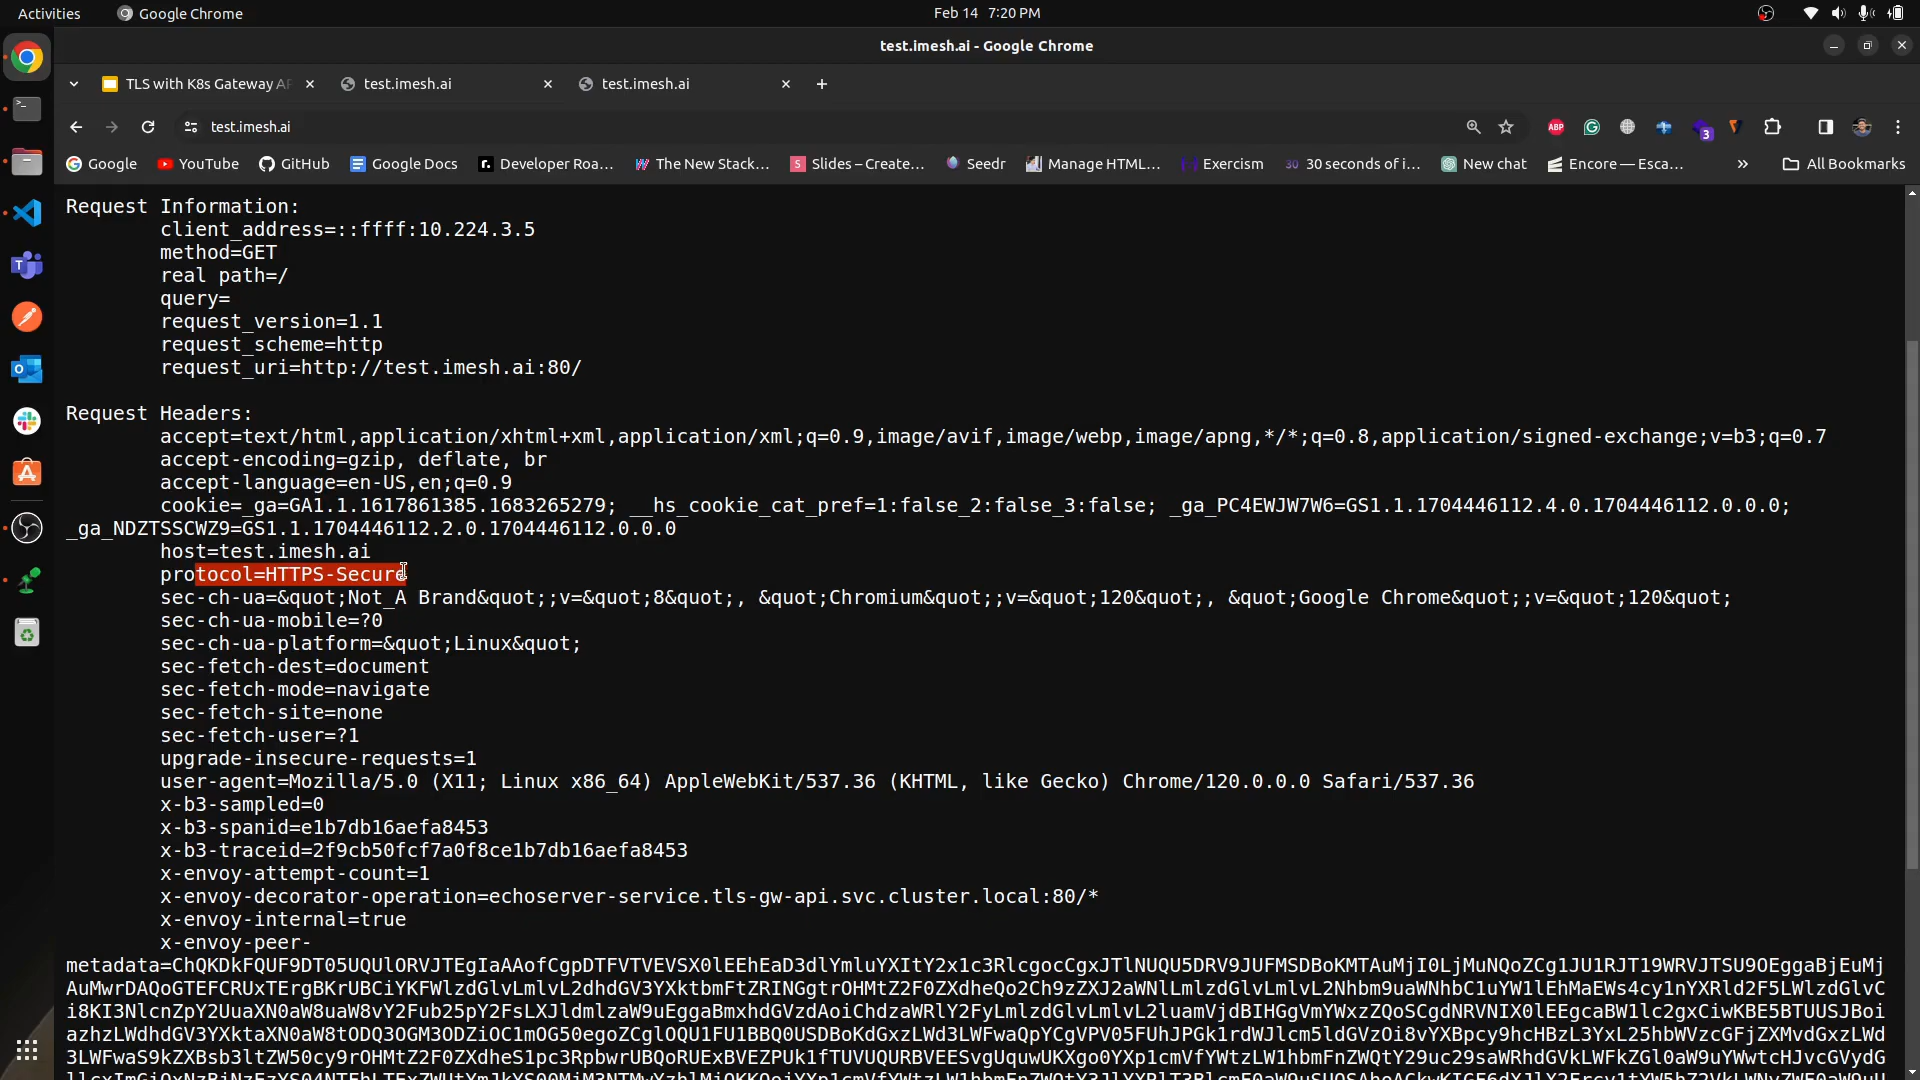 Activities
Google Chrome
Feb 14 7:20 PM
test.imesh.ai - Google Chrome
TLS with K8s Gateway AP
test.imesh.ai
test.imesh.ai
test.imesh.ai
ABP
3
Google
YouTube
GitHub
Google Docs
Developer Roa...
The New Stack...
Slides – Create...
Seedr
Manage HTML...
Exercism
30 30 seconds of i...
New chat
Encore — Esca...
All Bookmarks
Request Information:
client_address=::ffff:10.224.3.5
method=GET
real path=/
query=
request_version=1.1
request_scheme=http
request_uri=http://test.imesh.ai:80/
Request Headers:
accept=text/html,application/xhtml+xml,application/xml;q=0.9,image/avif,image/webp,image/apng,*/*;q=0.8,application/signed-exchange;v=b3;q=0.7
accept-encoding=gzip, deflate, br
accept-language=en-US,en;q=0.9
cookie=_ga=GA1.1.1617861385.1683265279; __hs_cookie_cat_pref=1:false_2:false_3:false; _ga_PC4EWJW7W6=GS1.1.1704446112.4.0.1704446112.0.0.0;
_ga_NDZTSSCWZ9=GS1.1.1704446112.2.0.1704446112.0.0.0
host=test.imesh.ai
protocol=HTTPS-Secure
sec-ch-ua=&quot;Not_A Brand&quot;;v=&quot;8&quot;, &quot;Chromium&quot;;v=&quot;120&quot;, &quot;Google Chrome&quot;;v=&quot;120&quot;
sec-ch-ua-mobile=?0
sec-ch-ua-platform=&quot;Linux&quot;
sec-fetch-dest=document
sec-fetch-mode=navigate
sec-fetch-site=none
sec-fetch-user=?1
upgrade-insecure-requests=1
user-agent=Mozilla/5.0 (X11; Linux x86_64) AppleWebKit/537.36 (KHTML, like Gecko) Chrome/120.0.0.0 Safari/537.36
x-b3-sampled=0
x-b3-spanid=e1b7db16aefa8453
x-b3-traceid=2f9cb50fcf7a0f8ce1b7db16aefa8453
x-envoy-attempt-count=1
x-envoy-decorator-operation=echoserver-service.tls-gw-api.svc.cluster.local:80/*
x-envoy-internal=true
x-envoy-peer-